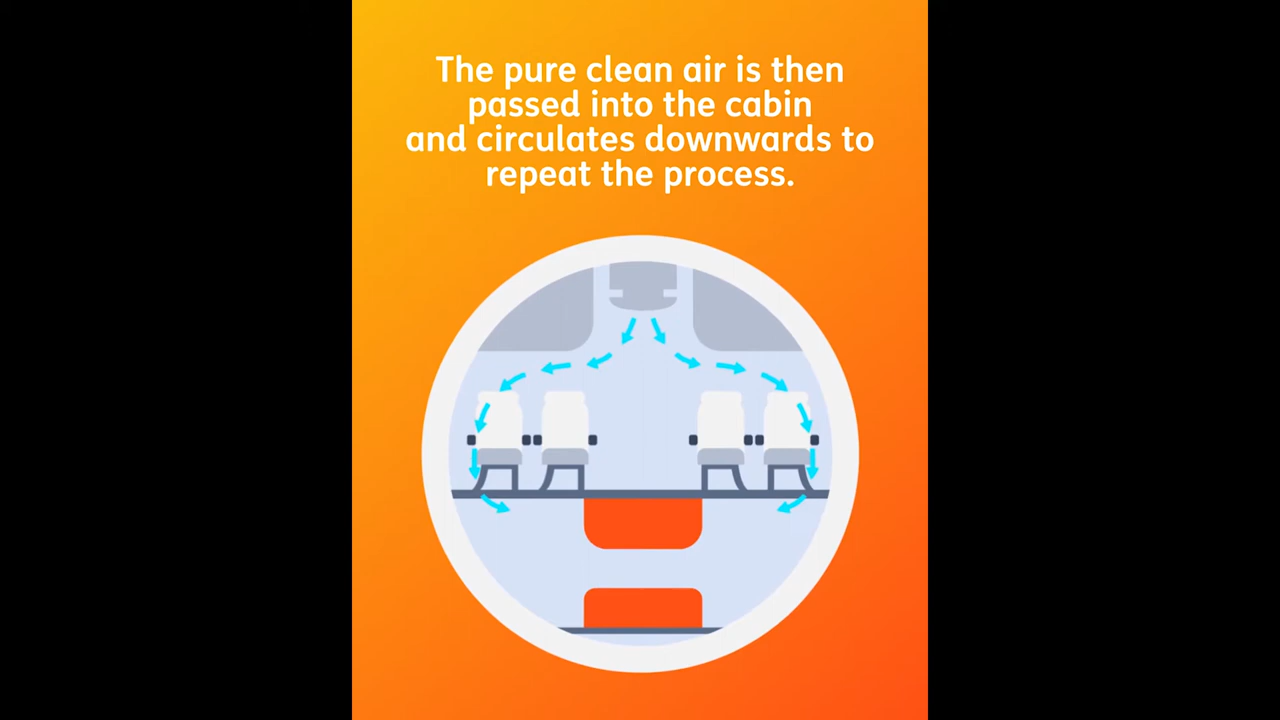 The pure clean air is then
passed into the cabin
and circulates downwards to
repeat the process.